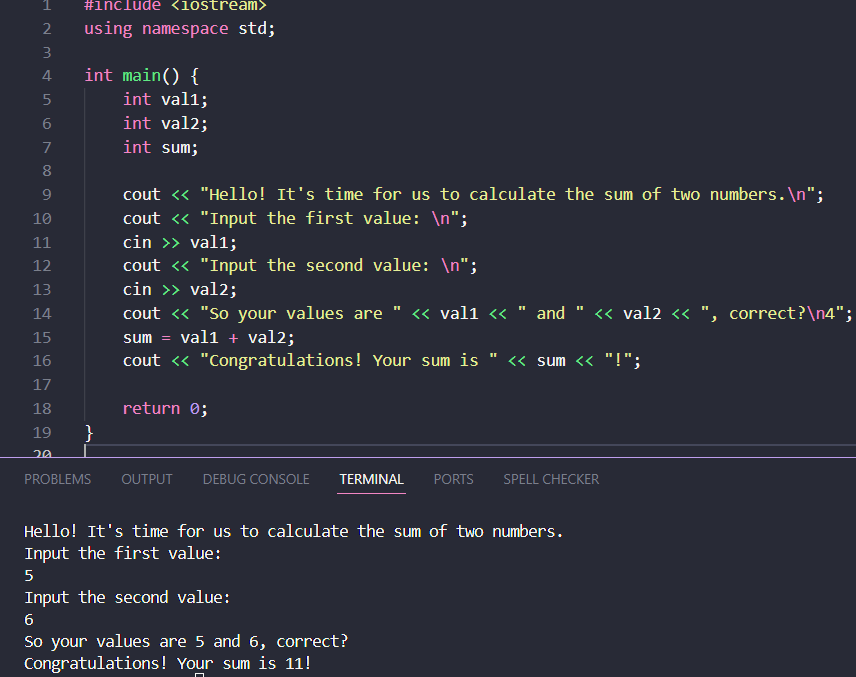 1 #include <iostream>
2 using namespace std;
3
4 int main() {
5     int val1;
6     int val2;
7     int sum;
8
9     cout << "Hello! It's time for us to calculate the sum of two numbers.\n";
10     cout << "Input the first value: \n";
11     cin >> val1;
12     cout << "Input the second value: \n";
13     cin >> val2;
14     cout << "So your values are " << val1 << " and " << val2 << ", correct?\n4";
15     sum = val1 + val2;
16     cout << "Congratulations! Your sum is " << sum << "!";
17
18     return 0;
19 }
20
PROBLEMS OUTPUT DEBUG CONSOLE TERMINAL PORTS SPELL CHECKER
Hello! It's time for us to calculate the sum of two numbers.
Input the first value:
5
Input the second value:
6
So your values are 5 and 6, correct?
Congratulations! Your sum is 11!